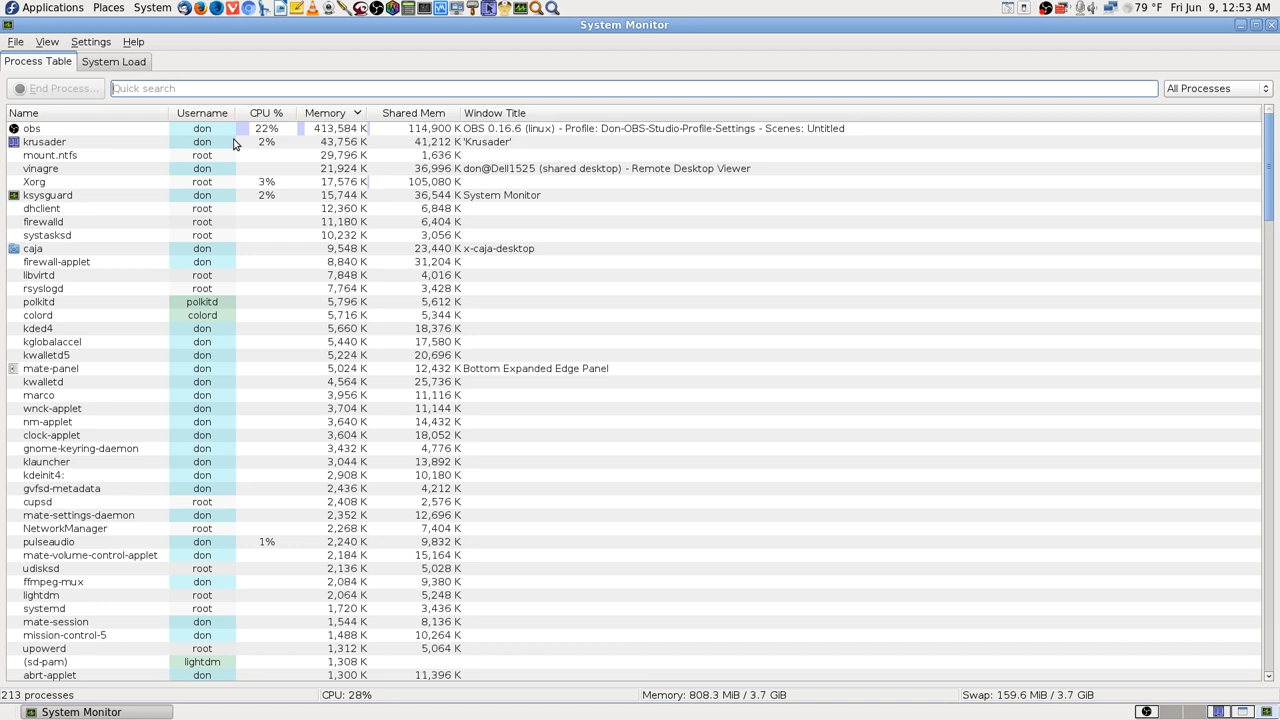 Applications Places System 79 °F Fri Jun 9, 12:53 AM
System Monitor
File View Settings Help
Process Table System Load
End Process... Quick search All Processes
Name Username CPU % Memory Shared Mem Window Title
obs don 22% 413,584 K 114,900 K OBS 0.16.6 (linux) - Profile: Don-OBS-Studio-Profile-Settings - Scenes: Untitled
krusader don 2% 43,756 K 41,212 K 'Krusader'
mount.ntfs root 29,796 K 1,636 K
vinagre don 21,924 K 36,996 K don@Dell1525 (shared desktop) - Remote Desktop Viewer
Xorg root 3% 17,576 K 105,080 K
ksysguard don 2% 15,744 K 36,544 K System Monitor
dhclient root 12,360 K 6,848 K
firewalld root 11,180 K 6,404 K
systasksd root 10,232 K 3,056 K
caja don 9,548 K 23,440 K x-caja-desktop
firewall-applet don 8,840 K 31,204 K
libvirtd root 7,848 K 4,016 K
rsyslogd root 7,764 K 3,428 K
polkitd polkitd 5,796 K 5,612 K
colord colord 5,716 K 5,344 K
kded4 don 5,660 K 18,376 K
kglobalaccel don 5,440 K 17,580 K
kwalletd5 don 5,224 K 20,696 K
mate-panel don 5,024 K 12,432 K Bottom Expanded Edge Panel
kwalletd don 4,564 K 25,736 K
marco don 3,956 K 11,116 K
wnck-applet don 3,704 K 11,144 K
nm-applet don 3,640 K 14,432 K
clock-applet don 3,604 K 18,052 K
gnome-keyring-daemon don 3,432 K 4,776 K
klauncher don 3,044 K 13,892 K
kdeinit4: don 2,908 K 10,180 K
gvfsd-metadata don 2,436 K 4,212 K
cupsd root 2,408 K 2,576 K
mate-settings-daemon don 2,352 K 12,696 K
NetworkManager root 2,268 K 7,404 K
pulseaudio don 1% 2,240 K 9,832 K
mate-volume-control-applet don 2,184 K 15,164 K
udisksd root 2,136 K 5,028 K
ffmpeg-mux don 2,084 K 9,380 K
lightdm root 2,064 K 5,248 K
systemd root 1,720 K 3,436 K
mate-session don 1,544 K 8,136 K
mission-control-5 don 1,488 K 10,264 K
upowerd root 1,312 K 5,064 K
(sd-pam) lightdm 1,308 K
abrt-applet don 1,300 K 11,396 K
213 processes CPU: 28% Memory: 808.3 MiB / 3.7 GiB Swap: 159.6 MiB / 3.7 GiB
System Monitor